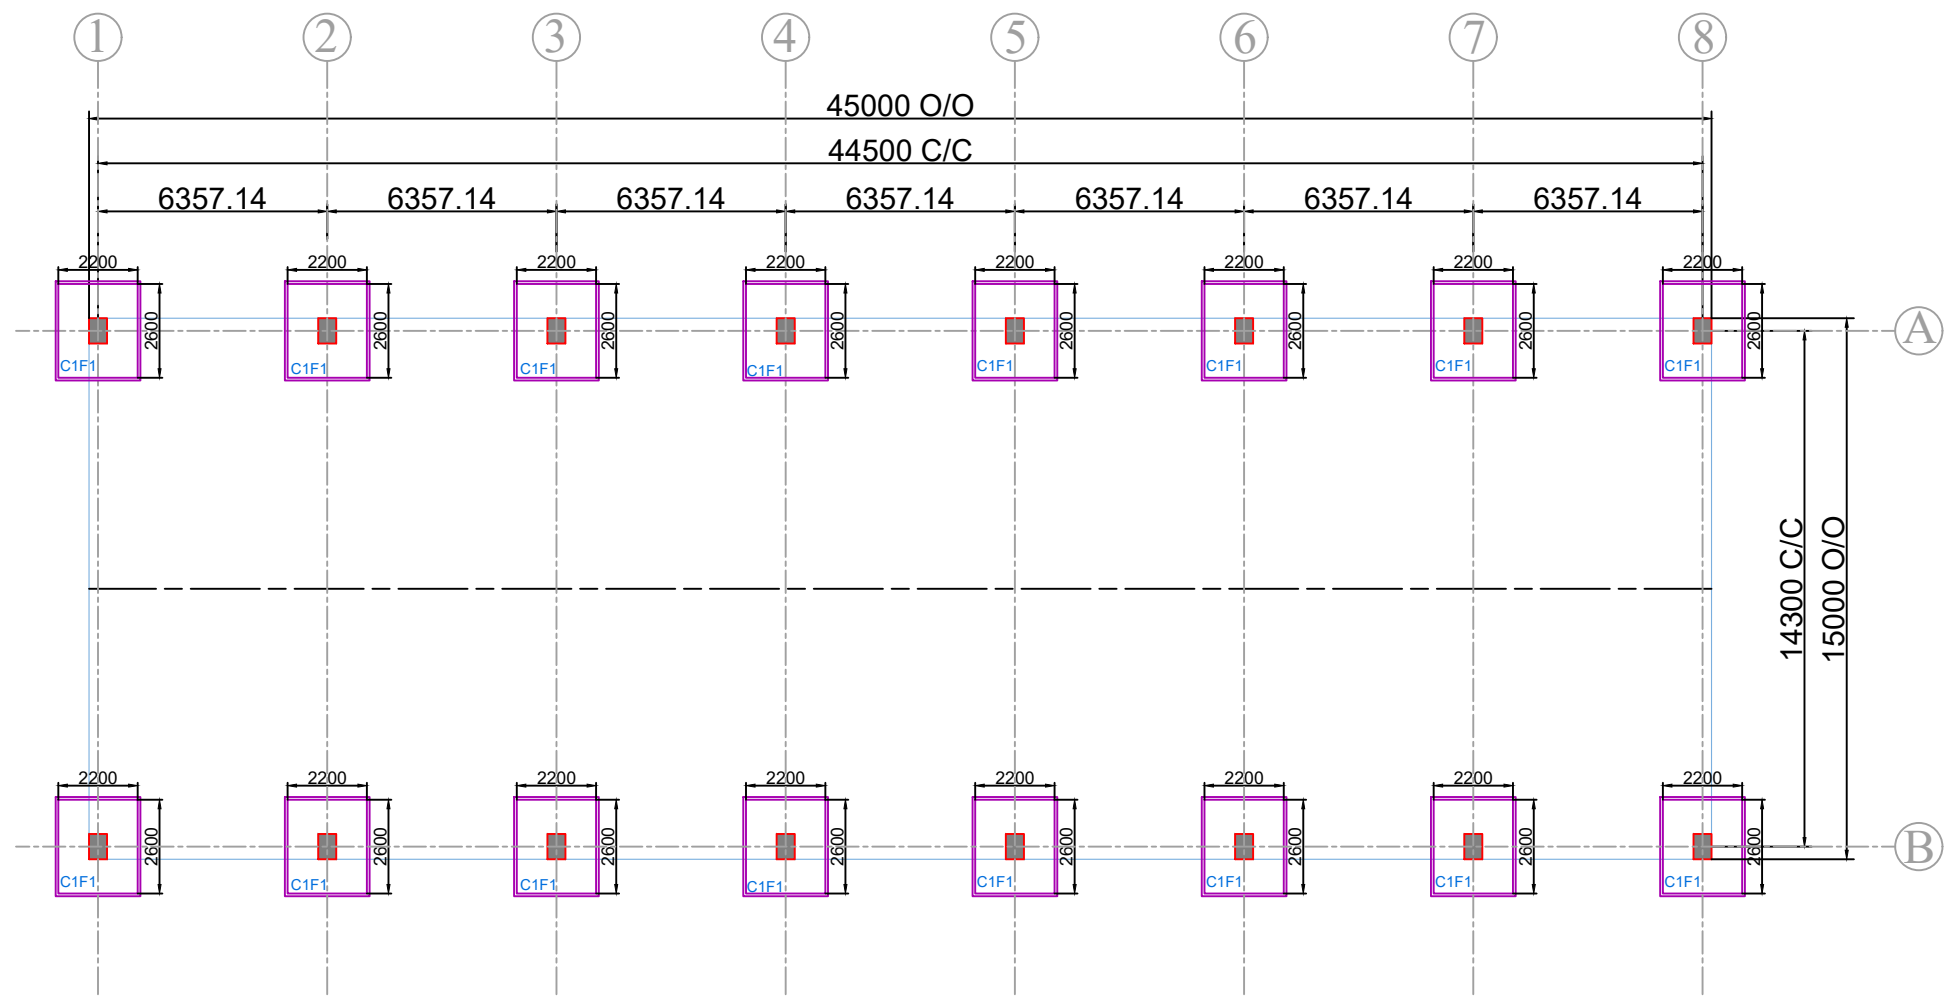 1 2 3 4 5 6 7 8
45000 O/O
44500 C/C
6357.14 6357.14 6357.14 6357.14 6357.14 6357.14 6357.14
2200 2200 2200 2200 2200 2200 2200 2200
2600 2600 2600 2600 2600 2600 2600 2600
A
C1F1 C1F1 C1F1 C1F1 C1F1 C1F1 C1F1 C1F1
14300 C/C
15000 O/O
2200 2200 2200 2200 2200 2200 2200 2200
2600 2600 2600 2600 2600 2600 2600 2600
B
C1F1 C1F1 C1F1 C1F1 C1F1 C1F1 C1F1 C1F1